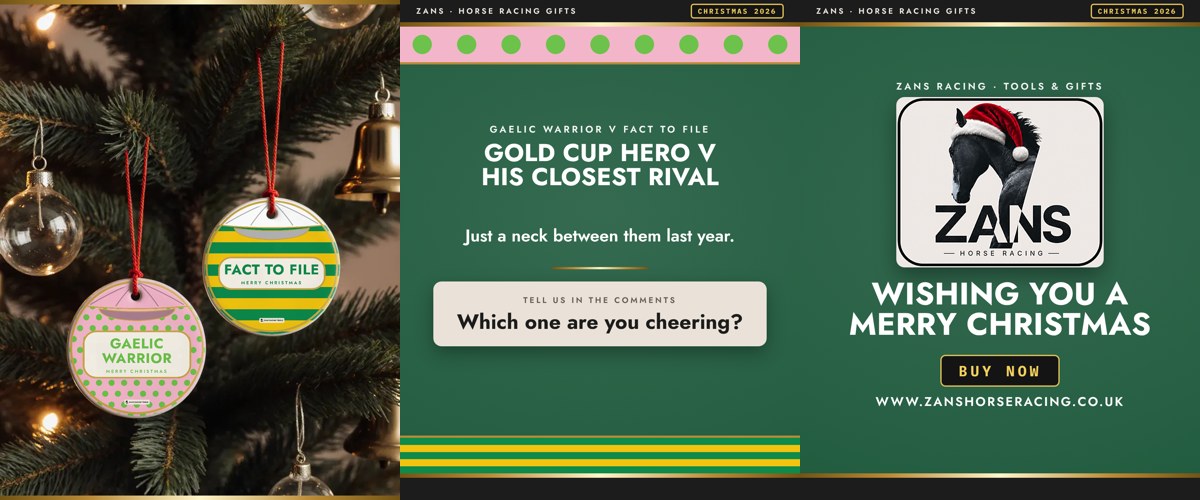 FACT TO FILE
MERRY CHRISTMAS
GAELIC
WARRIOR
MERRY CHRISTMAS
ZANS · HORSE RACING GIFTS
CHRISTMAS 2026
GAELIC WARRIOR V FACT TO FILE
GOLD CUP HERO V
HIS CLOSEST RIVAL
Just a neck between them last year.
TELL US IN THE COMMENTS
Which one are you cheering?
ZANS · HORSE RACING GIFTS
CHRISTMAS 2026
ZANS RACING · TOOLS & GIFTS
ZANS
HORSE RACING
WISHING YOU A
MERRY CHRISTMAS
BUY NOW
WWW.ZANSHORSERACING.CO.UK